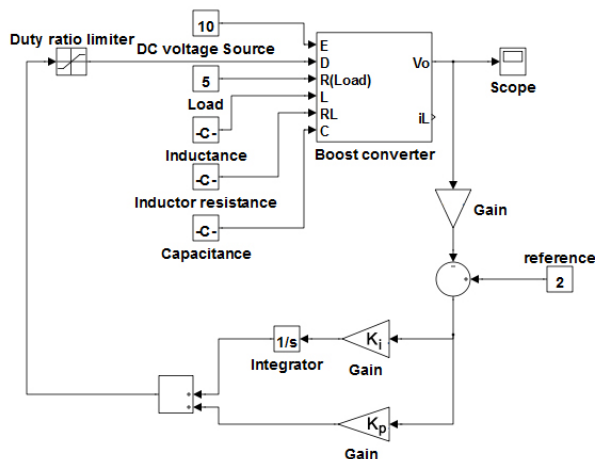 10
Duty ratio limiter
DC voltage Source
E
D
R(Load)
L
RL
C
Vo
iL
5
Load
Scope
-C-
Inductance
Boost converter
-C-
Inductor resistance
-C-
Capacitance
Gain
reference
2
1/s
Integrator
Ki
Gain
Kp
Gain